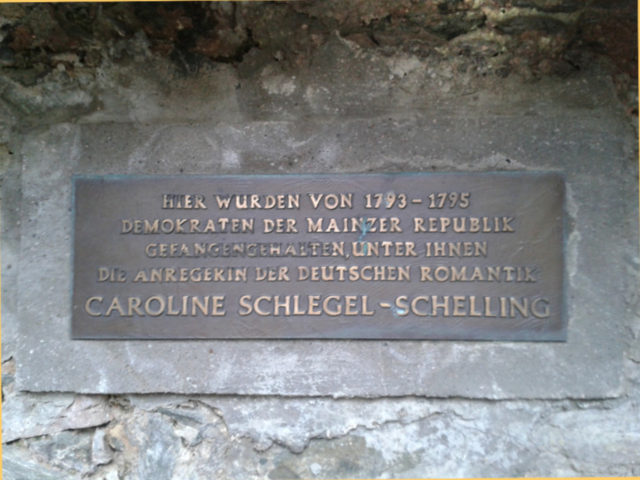 HIER WURDEN VON 1793-1795
DEMOKRATEN DER MAINZER REPUBLIK
GEFANGENGEHALTEN, UNTER IHNEN
DIE ANREGERIN DER DEUTSCHEN ROMANTIK
CAROLINE SCHLEGEL-SCHELLING